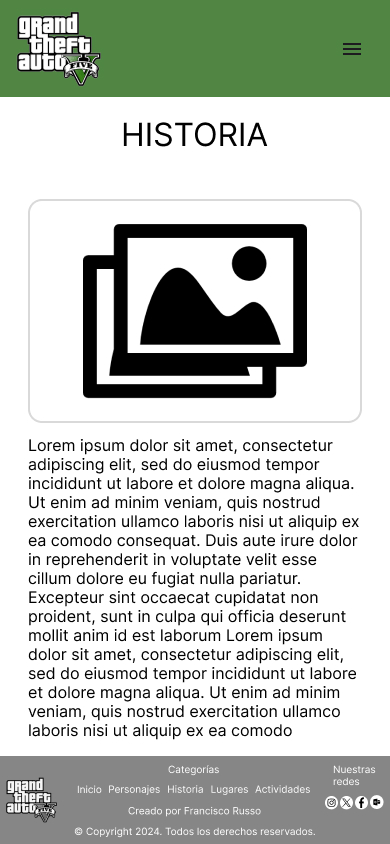 grand
theft
auto
FIVE
HISTORIA
Lorem ipsum dolor sit amet, consectetur
adipiscing elit, sed do eiusmod tempor
incididunt ut labore et dolore magna aliqua.
Ut enim ad minim veniam, quis nostrud
exercitation ullamco laboris nisi ut aliquip ex
ea comodo consequat. Duis aute irure dolor
in reprehenderit in voluptate velit esse
cillum dolore eu fugiat nulla pariatur.
Excepteur sint occaecat cupidatat non
proident, sunt in culpa qui officia deserunt
mollit anim id est laborum Lorem ipsum
dolor sit amet, consectetur adipiscing elit,
sed do eiusmod tempor incididunt ut labore
et dolore magna aliqua. Ut enim ad minim
veniam, quis nostrud exercitation ullamco
laboris nisi ut aliquip ex ea comodo
Categorías
Nuestras
redes
grand
theft
auto
FIVE
Inicio Personajes Historia Lugares Actividades
Creado por Francisco Russo
© Copyright 2024. Todos los derechos reservados.